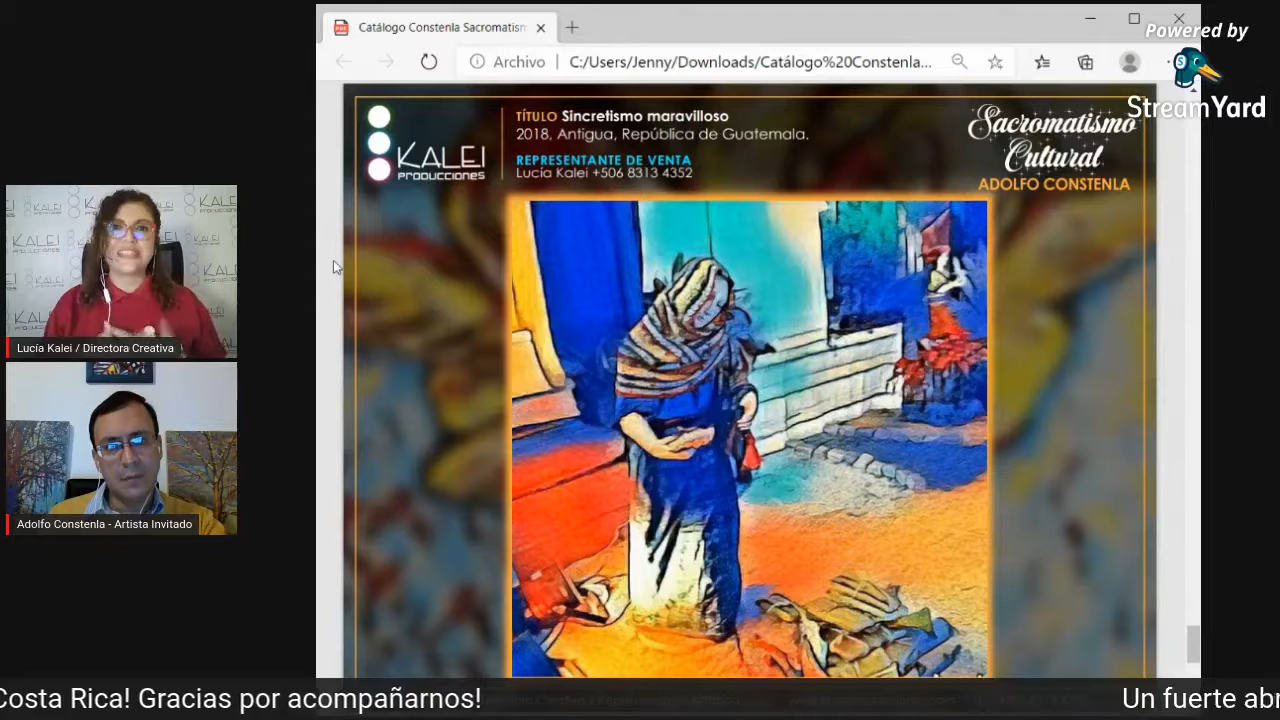 Catálogo Constenla Sacromatism
Archivo
C:/Users/Jenny/Downloads/Catálogo%20Constenla...
Powered by
StreamYard
KALEI
PRODUCCIONES
TÍTULO Sincretismo maravilloso
2018, Antigua, República de Guatemala.
REPRESENTANTE DE VENTA
Lucía Kalei +506 8313 4352
Sacromatismo
Cultural
ADOLFO CONSTENLA
Lucía Kalei / Directora Creativa
Adolfo Constenla - Artista Invitado
Costa Rica! Gracias por acompañarnos!
Un fuerte abr